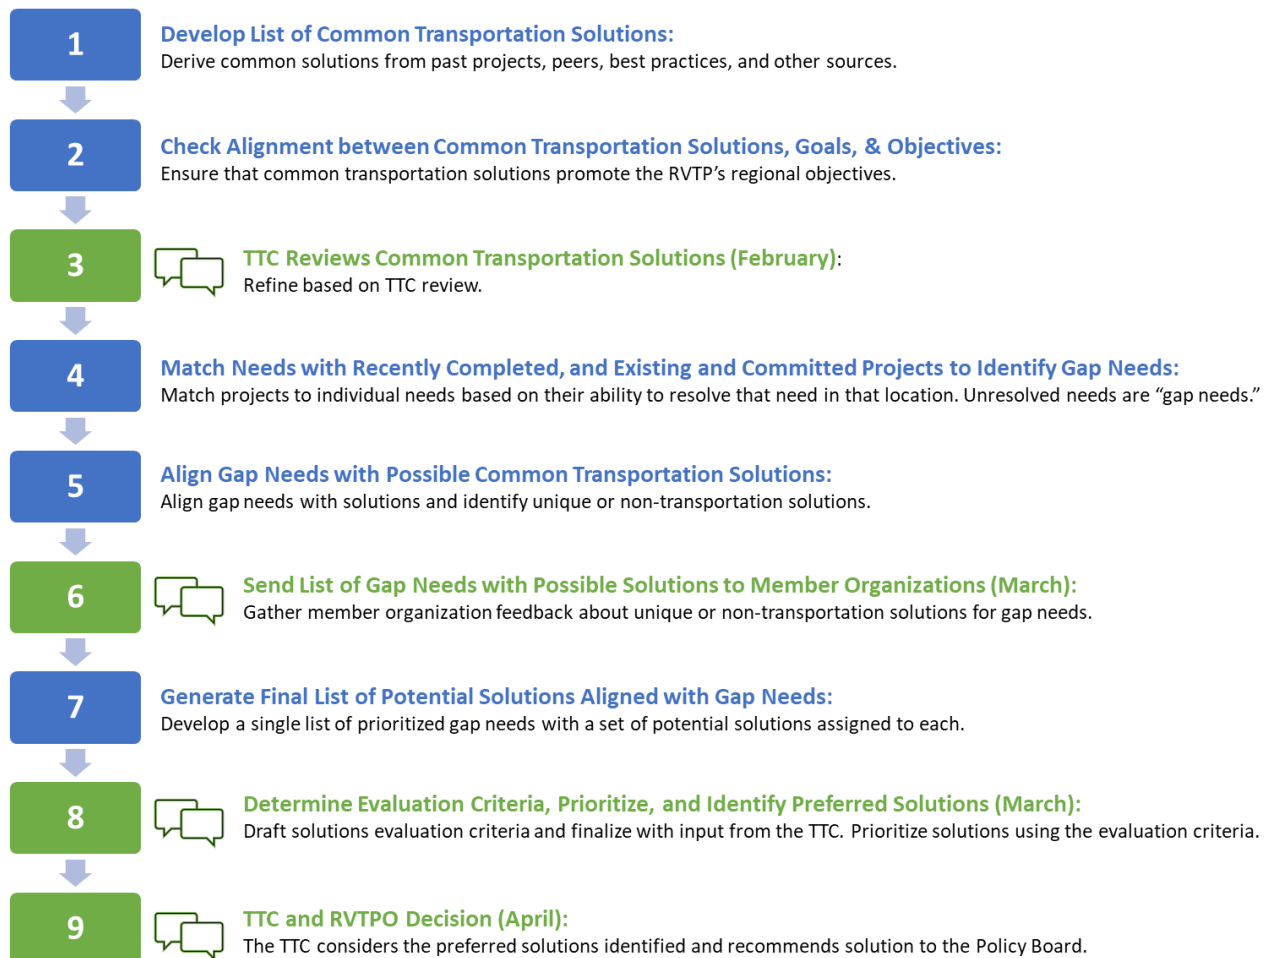 1
Develop List of Common Transportation Solutions:
Derive common solutions from past projects, peers, best practices, and other sources.
2
Check Alignment between Common Transportation Solutions, Goals, & Objectives:
Ensure that common transportation solutions promote the RVTP’s regional objectives.
3
TTC Reviews Common Transportation Solutions (February):
Refine based on TTC review.
4
Match Needs with Recently Completed, and Existing and Committed Projects to Identify Gap Needs:
Match projects to individual needs based on their ability to resolve that need in that location. Unresolved needs are “gap needs.”
5
Align Gap Needs with Possible Common Transportation Solutions:
Align gap needs with solutions and identify unique or non-transportation solutions.
6
Send List of Gap Needs with Possible Solutions to Member Organizations (March):
Gather member organization feedback about unique or non-transportation solutions for gap needs.
7
Generate Final List of Potential Solutions Aligned with Gap Needs:
Develop a single list of prioritized gap needs with a set of potential solutions assigned to each.
8
Determine Evaluation Criteria, Prioritize, and Identify Preferred Solutions (March):
Draft solutions evaluation criteria and finalize with input from the TTC. Prioritize solutions using the evaluation criteria.
9
TTC and RVTPO Decision (April):
The TTC considers the preferred solutions identified and recommends solution to the Policy Board.